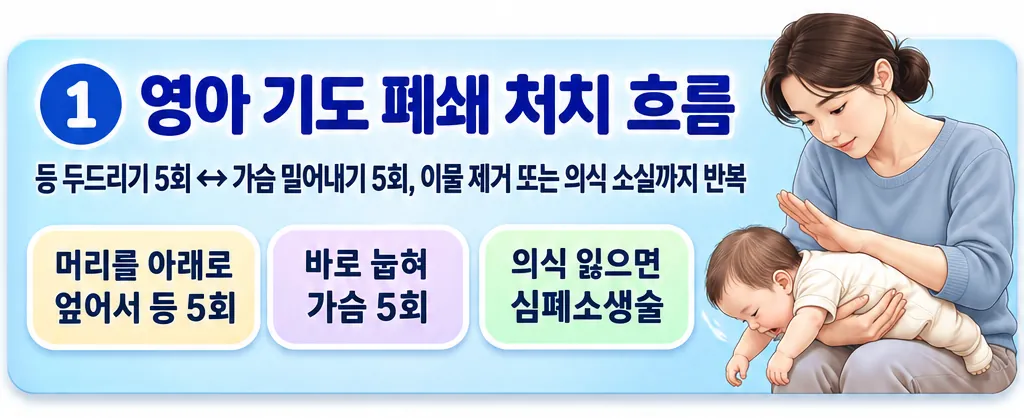 1 영아 기도 폐쇄 처치 흐름
등 두드리기 5회 ↔ 가슴 밀어내기 5회, 이물 제거 또는 의식 소실까지 반복
머리를 아래로
엎어서 등 5회
바로 눕혀
가슴 5회
의식 잃으면
심폐소생술